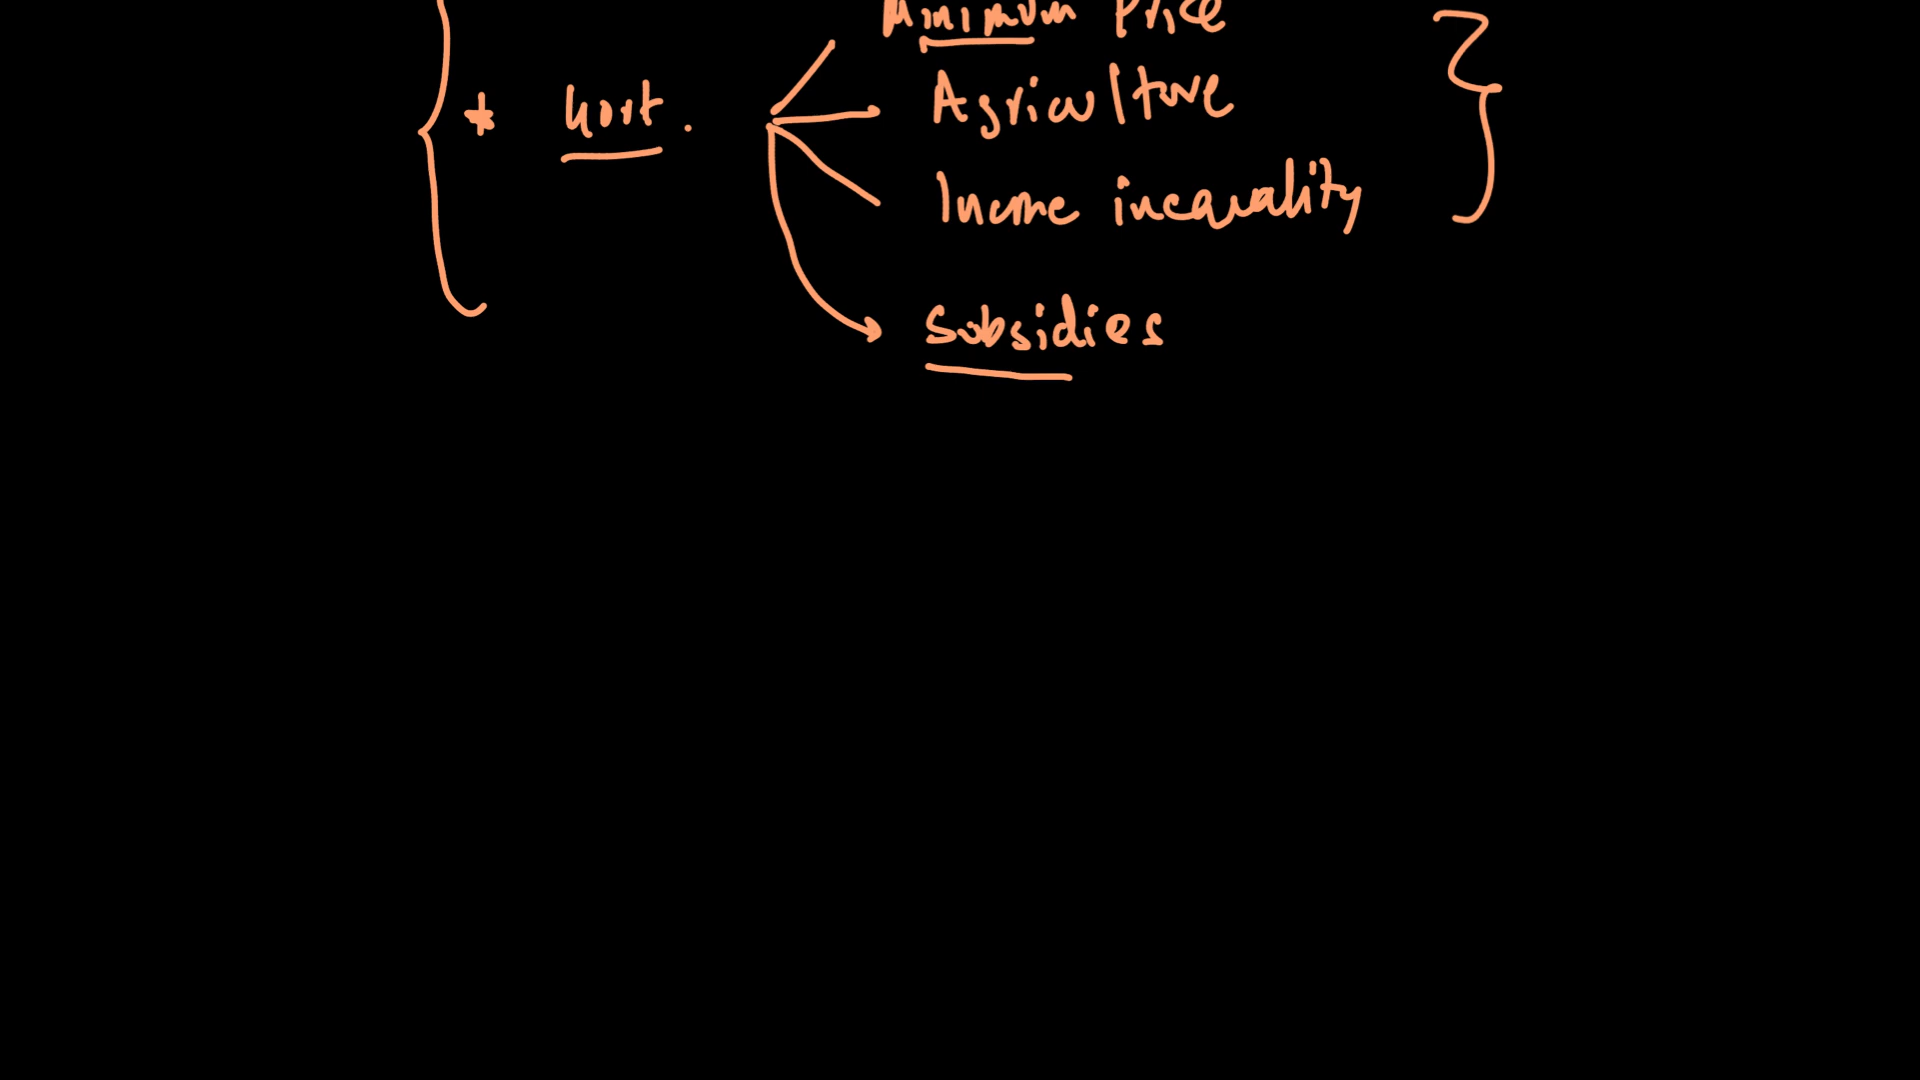 Minimum Price
* Govt.
Agriculture
Income inequality
Subsidies